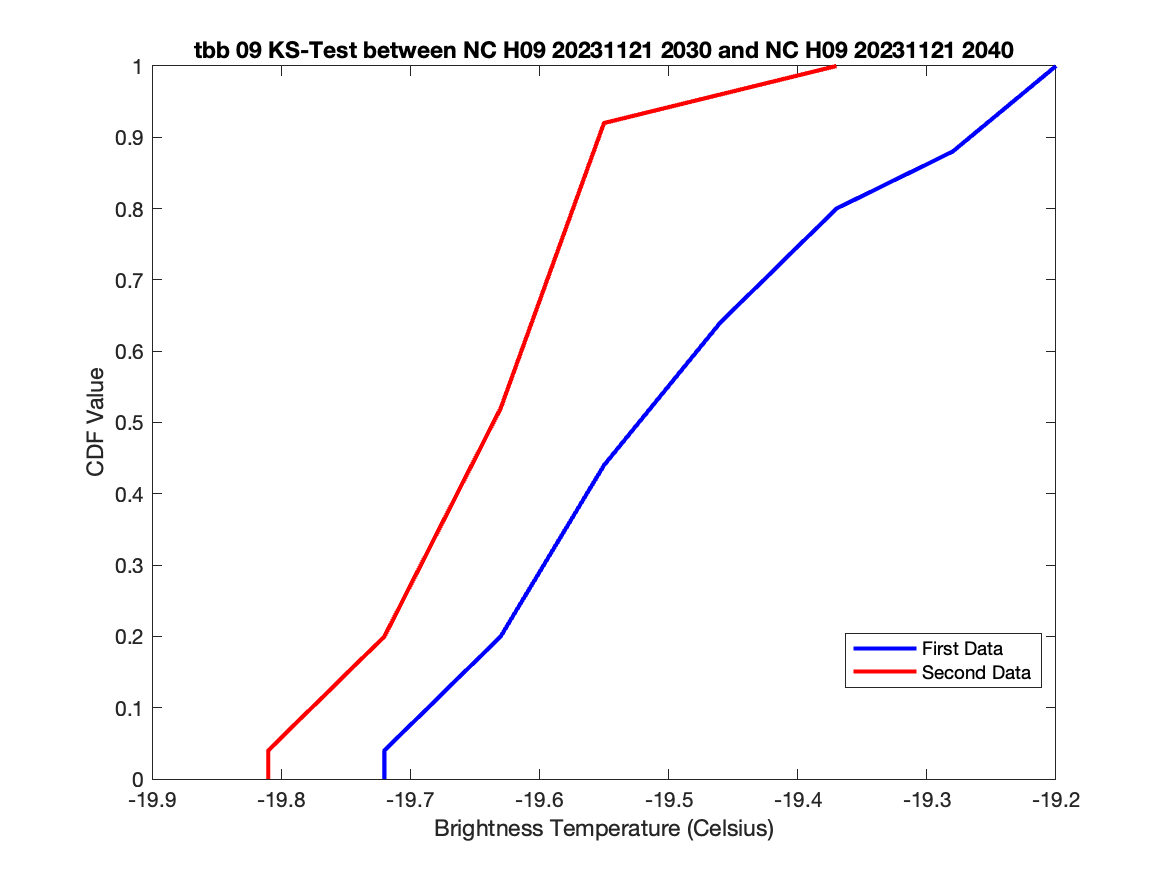 tbb 09 KS-Test between NC H09 20231121 2030 and NC H09 20231121 2040
1
0.9
0.8
0.7
0.6
0.5
0.4
0.3
0.2
0.1
0
CDF Value
First Data
Second Data
-19.9 -19.8 -19.7 -19.6 -19.5 -19.4 -19.3 -19.2
Brightness Temperature (Celsius)